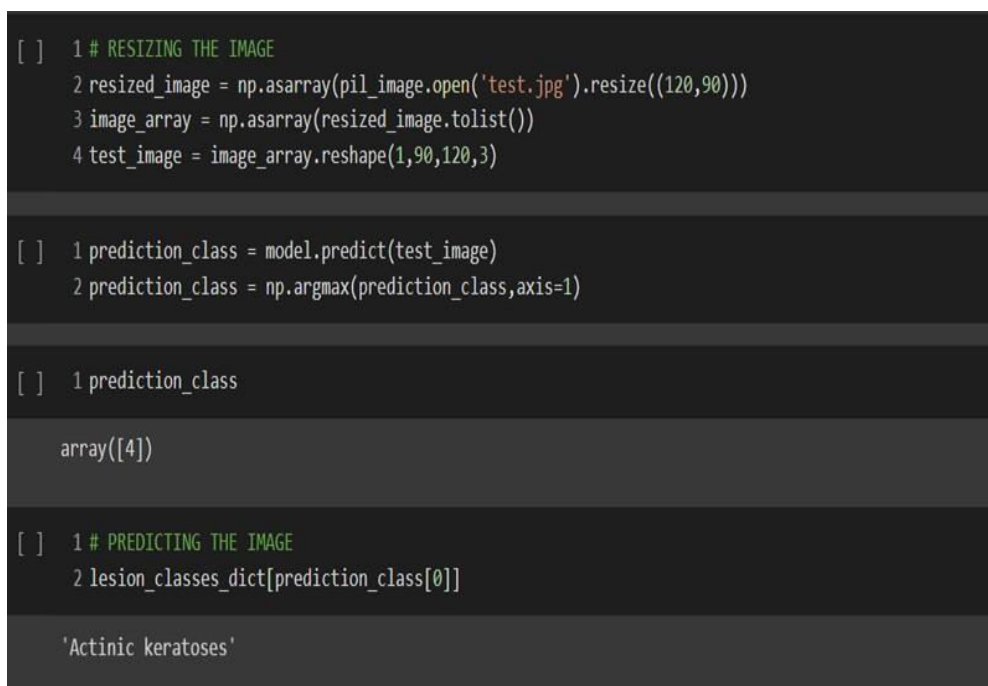 [ ] 1 # RESIZING THE IMAGE
2 resized_image = np.asarray(pil_image.open('test.jpg').resize((120,90)))
3 image_array = np.asarray(resized_image.tolist())
4 test_image = image_array.reshape(1,90,120,3)
[ ] 1 prediction_class = model.predict(test_image)
2 prediction_class = np.argmax(prediction_class,axis=1)
[ ] 1 prediction_class
array([4])
[ ] 1 # PREDICTING THE IMAGE
2 lesion_classes_dict[prediction_class[0]]
'Actinic keratoses'